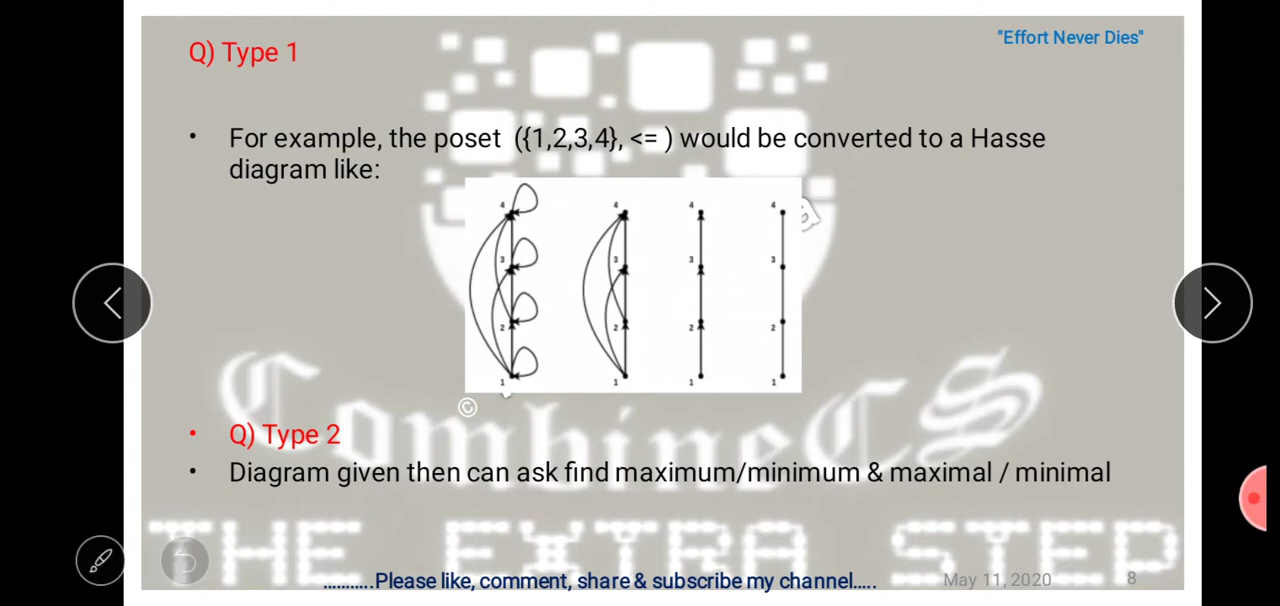 Q) Type 1
"Effort Never Dies"
• For example, the poset ({1,2,3,4}, <= ) would be converted to a Hasse
diagram like:
4 4 4 4
3 3 3 3
2 2 2 2
1 1 1 1
©
CombineCS
• Q) Type 2
• Diagram given then can ask find maximum/minimum & maximal / minimal
THE EXTRA STEP
...........Please like, comment, share & subscribe my channel.....
May 11, 2020
8